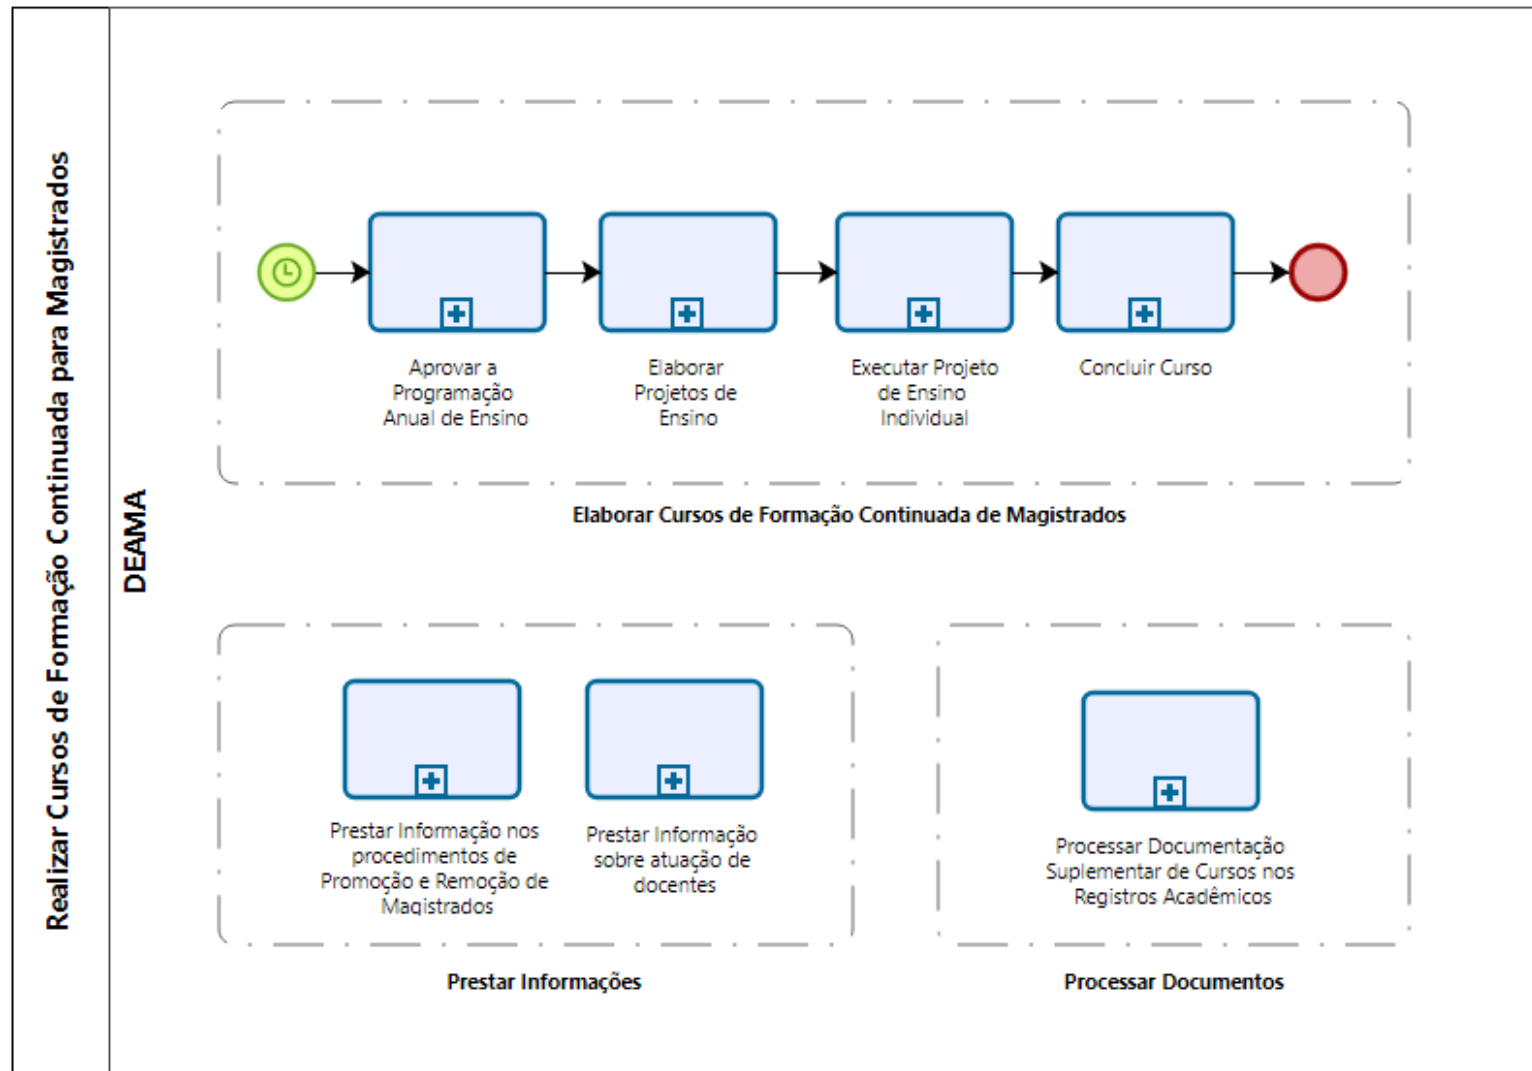 Realizar Cursos de Formação Continuada para Magistrados
DEAMA
Aprovar a
Programação
Anual de Ensino
Elaborar
Projetos de
Ensino
Executar Projeto
de Ensino
Individual
Concluir Curso
Elaborar Cursos de Formação Continuada de Magistrados
Prestar Informação nos
procedimentos de
Promoção e Remoção de
Magistrados
Prestar Informação
sobre atuação de
docentes
Prestar Informações
Processar Documentação
Suplementar de Cursos nos
Registros Acadêmicos
Processar Documentos